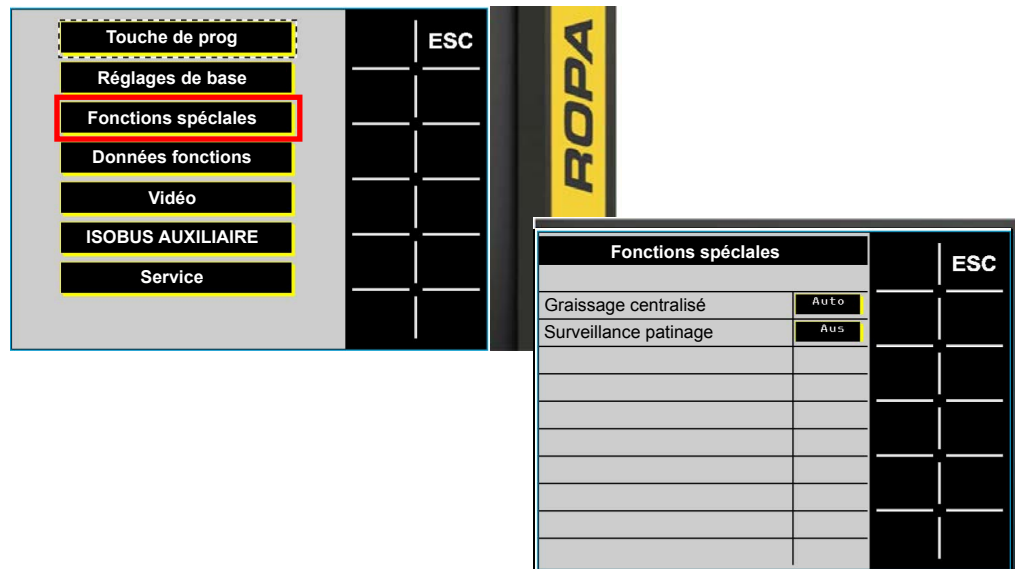 Touche de prog
ESC
Réglages de base
Fonctions spéclales
Données fonctions
Vidéo
ISOBUS AUXILIAIRE
Service
ROPA
Fonctions spéclales
ESC
Graissage centralisé
Auto
Surveillance patinage
Aus